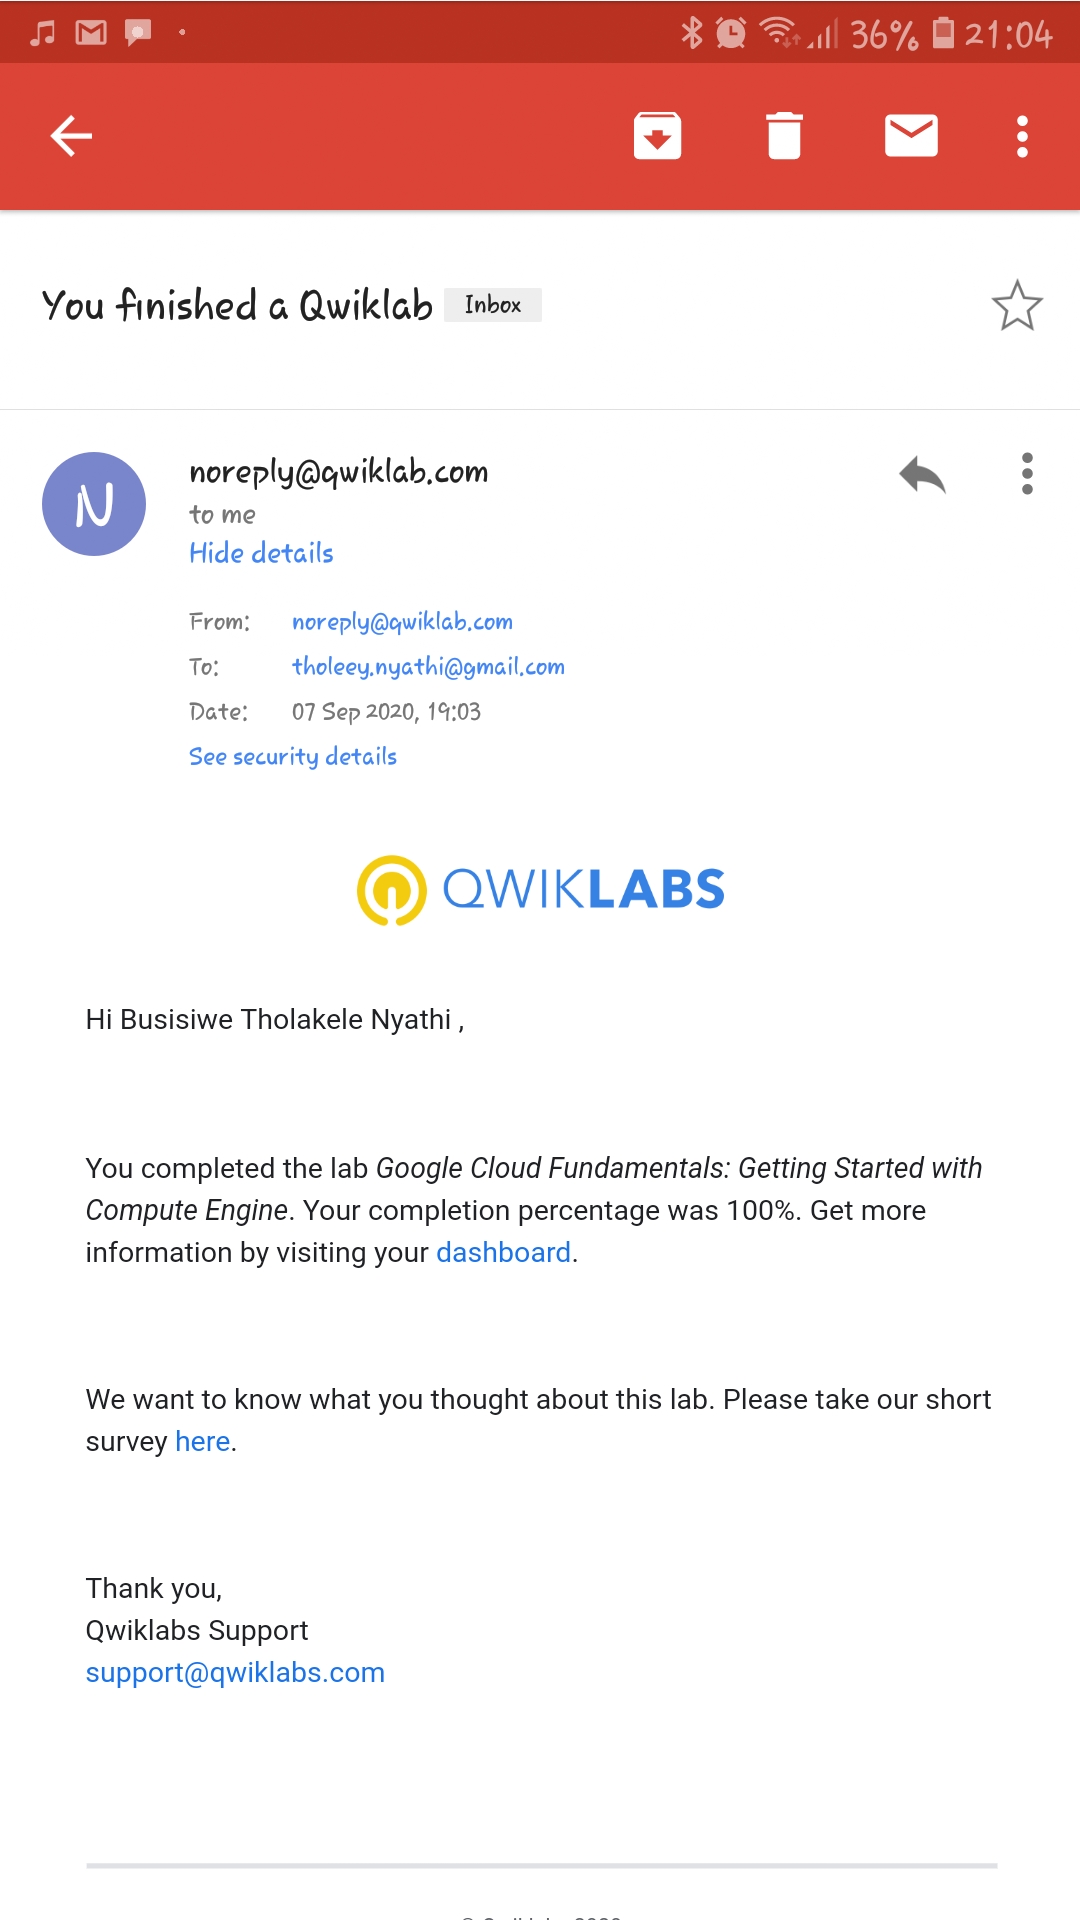 36% 21:04
You finished a Qwiklab Inbox
N
noreply@qwiklab.com
to me
Hide details
From: noreply@qwiklab.com
To: tholeey.nyathi@gmail.com
Date: 07 Sep 2020, 19:03
See security details
QWIKLABS
Hi Busisiwe Tholakele Nyathi ,
You completed the lab Google Cloud Fundamentals: Getting Started with
Compute Engine. Your completion percentage was 100%. Get more
information by visiting your dashboard.
We want to know what you thought about this lab. Please take our short
survey here.
Thank you,
Qwiklabs Support
support@qwiklabs.com